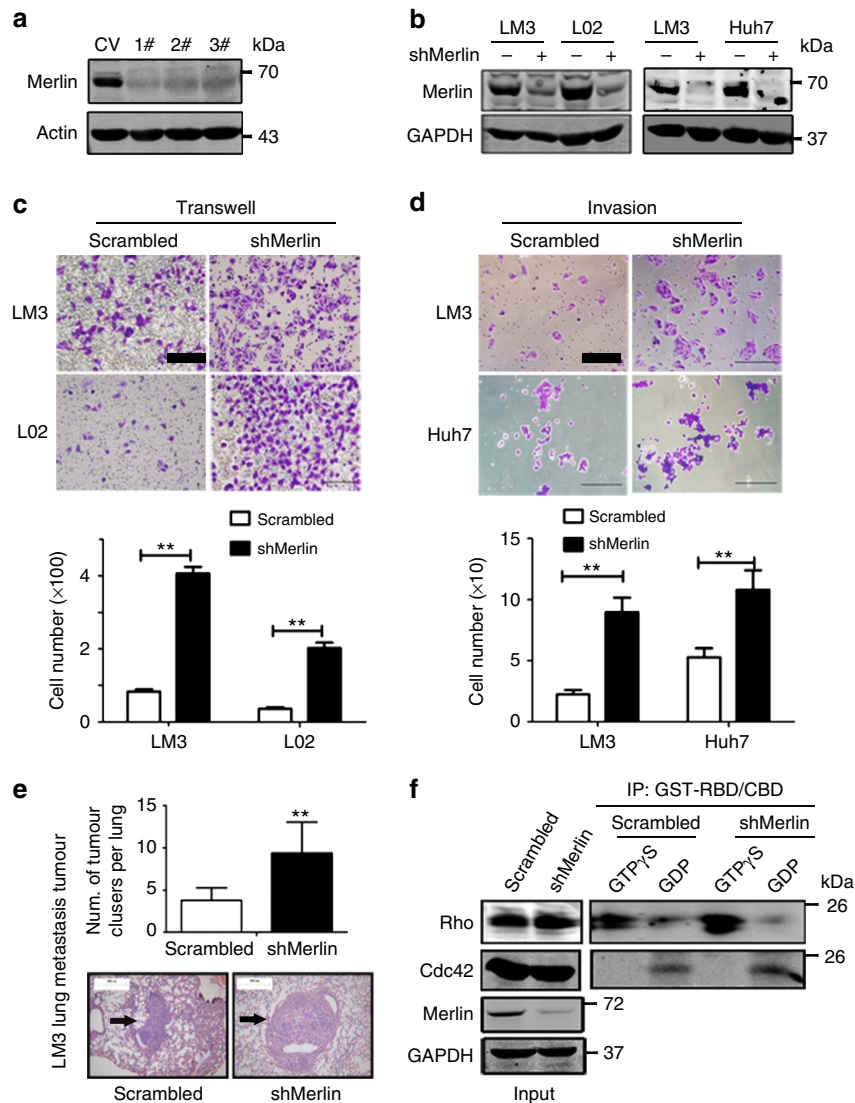 a
CV 1# 2# 3# kDa
Merlin
70
Actin
43
b
LM3 L02 LM3 Huh7
kDa
shMerlin − + − + − + − +
Merlin
70
GAPDH
37
c
Transwell
Scrambled shMerlin
LM3
L02
Scrambled
shMerlin
Cell number (×100)
4
2
0
**
**
LM3 L02
d
Invasion
Scrambled shMerlin
LM3
Huh7
Scrambled
shMerlin
Cell number (×10)
15
10
5
0
**
**
LM3 Huh7
e
LM3 lung metastasis tumour
Num. of tumour
clusers per lung
15
10
5
0
**
Scrambled shMerlin
Scrambled shMerlin
f
IP: GST-RBD/CBD
Scrambled shMerlin
Scrambled shMerlin GTPγS GDP GTPγS GDP
kDa
Rho
26
Cdc42
26
Merlin
72
GAPDH
37
Input